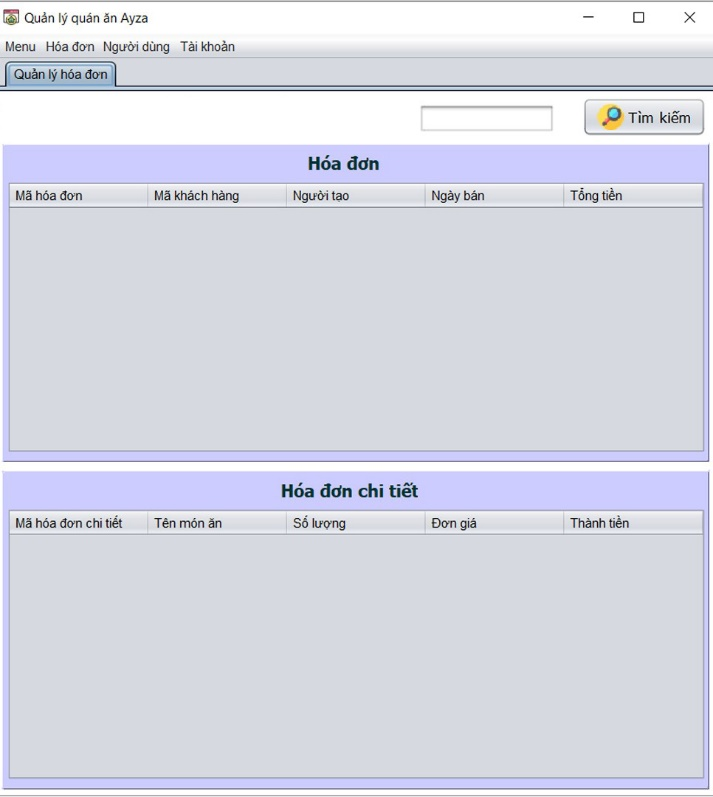 Quản lý quán ăn Ayza
Menu Hóa đơn Người dùng Tài khoản
Quản lý hóa đơn
Tìm kiếm
Hóa đơn
Mã hóa đơn Mã khách hàng Người tạo Ngày bán Tổng tiền
Hóa đơn chi tiết
Mã hóa đơn chi tiết Tên món ăn Số lượng Đơn giá Thành tiền